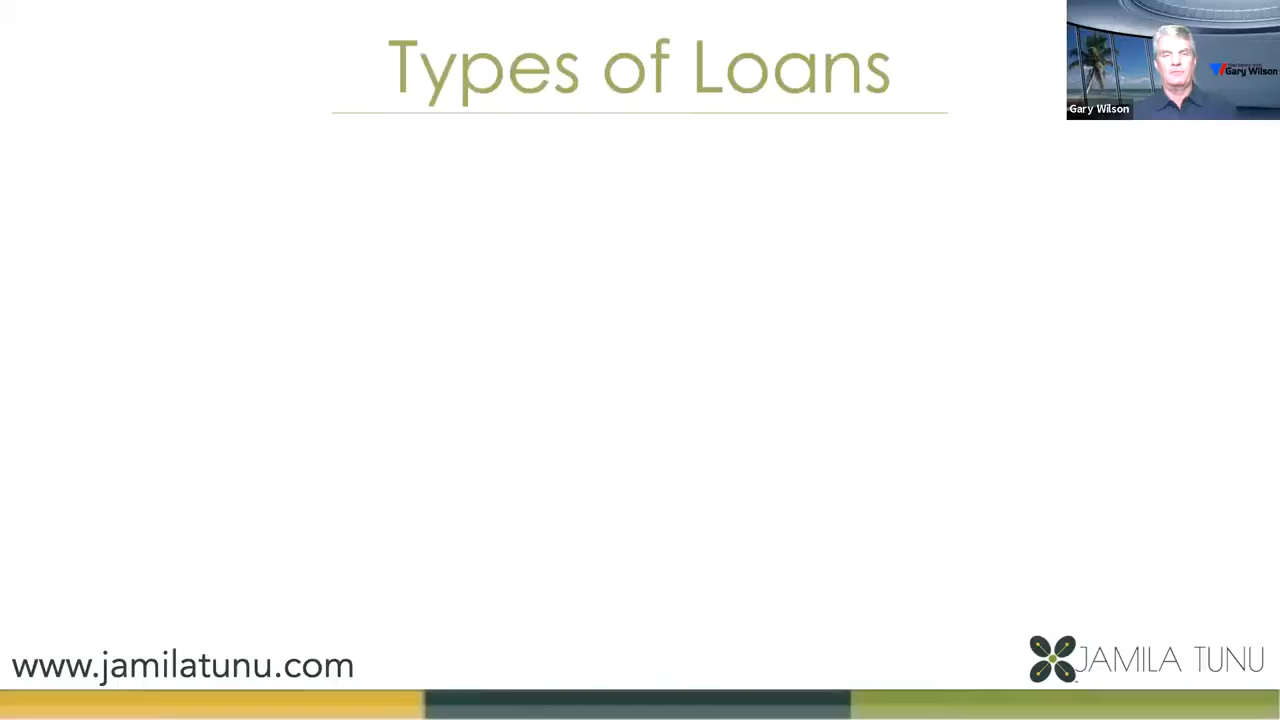 Types of Loans
Gary Wilson
Gary Wilson
www.jamilatunu.com
JAMILA TUNU